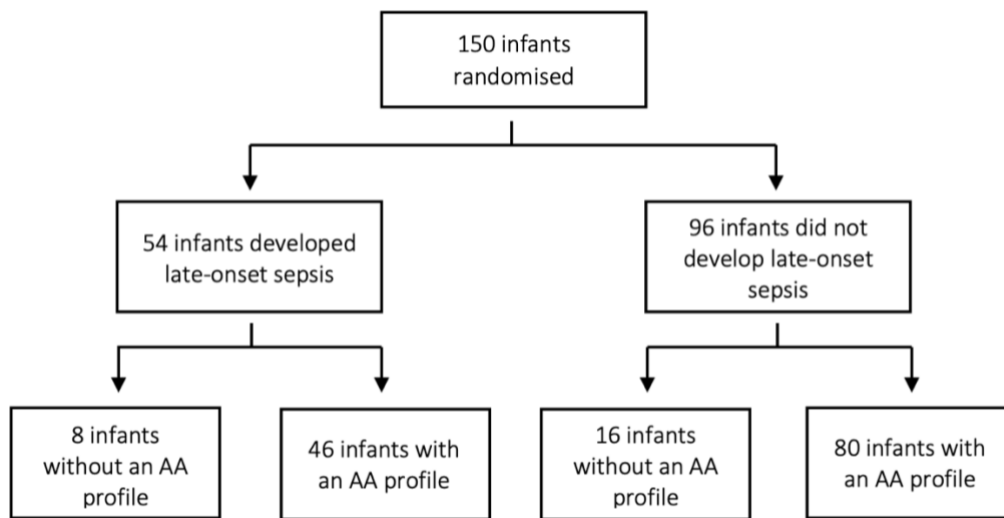 150 infants
randomised
54 infants developed
late-onset sepsis
96 infants did not
develop late-onset
sepsis
8 infants
without an AA
profile
46 infants with
an AA profile
16 infants
without an AA
profile
80 infants with
an AA profile